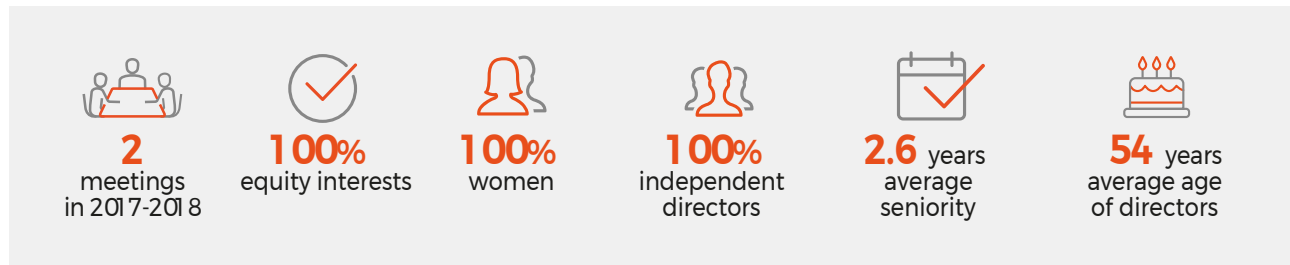 2
meetings
in 2017-2018
100%
equity interests
100%
women
100%
independent
directors
2.6 years
average
seniority
54 years
average age
of directors